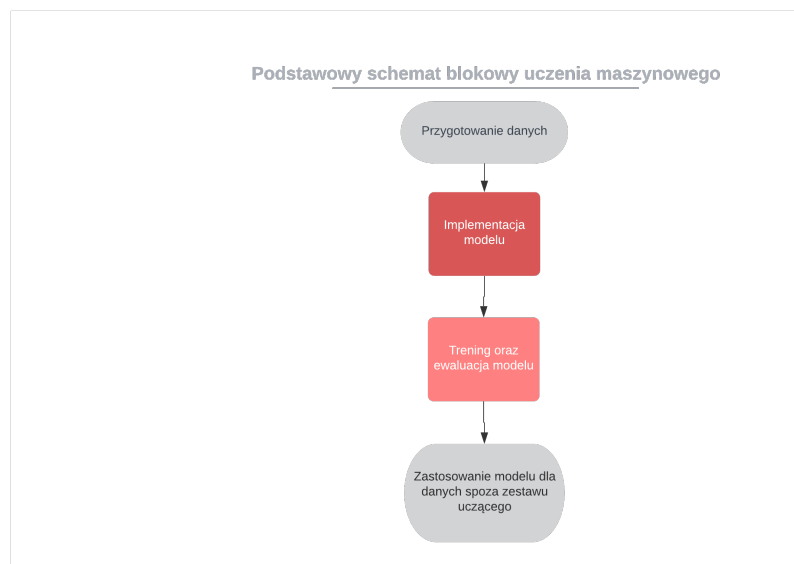 Podstawowy schemat blokowy uczenia maszynowego
Przygotowanie danych
Implementacja
modelu
Trening oraz
ewaluacja modelu
Zastosowanie modelu dla
danych spoza zestawu
uczącego